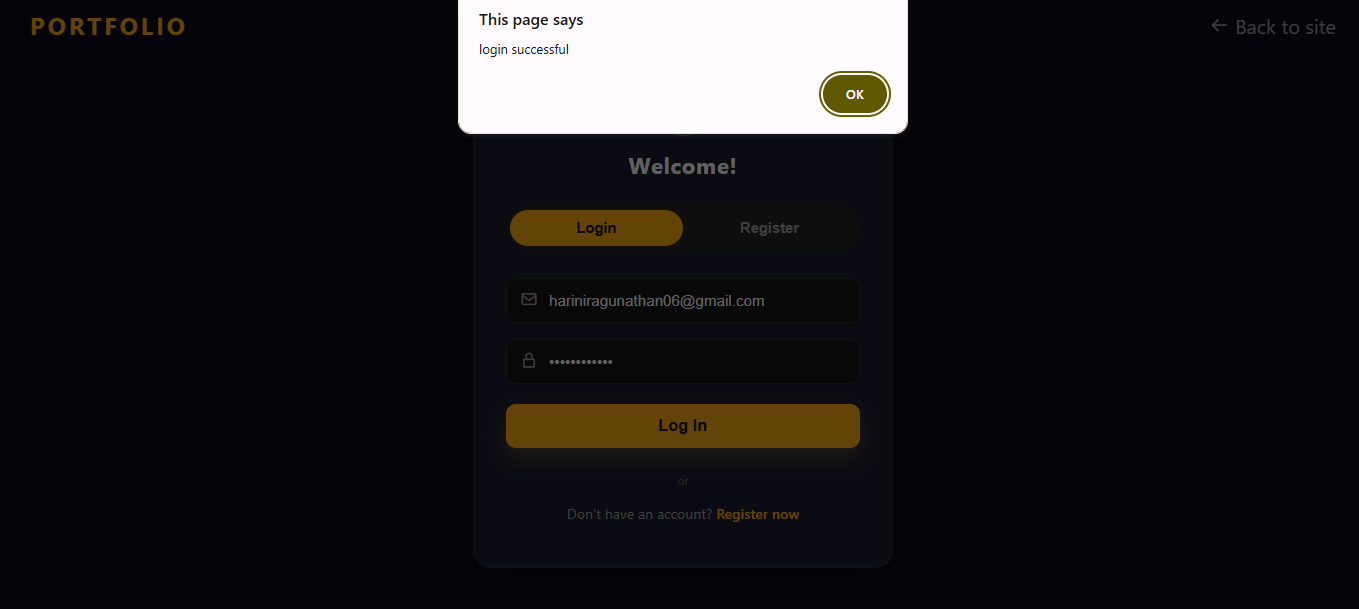 PORTFOLIO
← Back to site
This page says
login successful
OK
Welcome!
Login
Register
hariniragunathan06@gmail.com
••••••••••••
Log In
or
Don't have an account? Register now